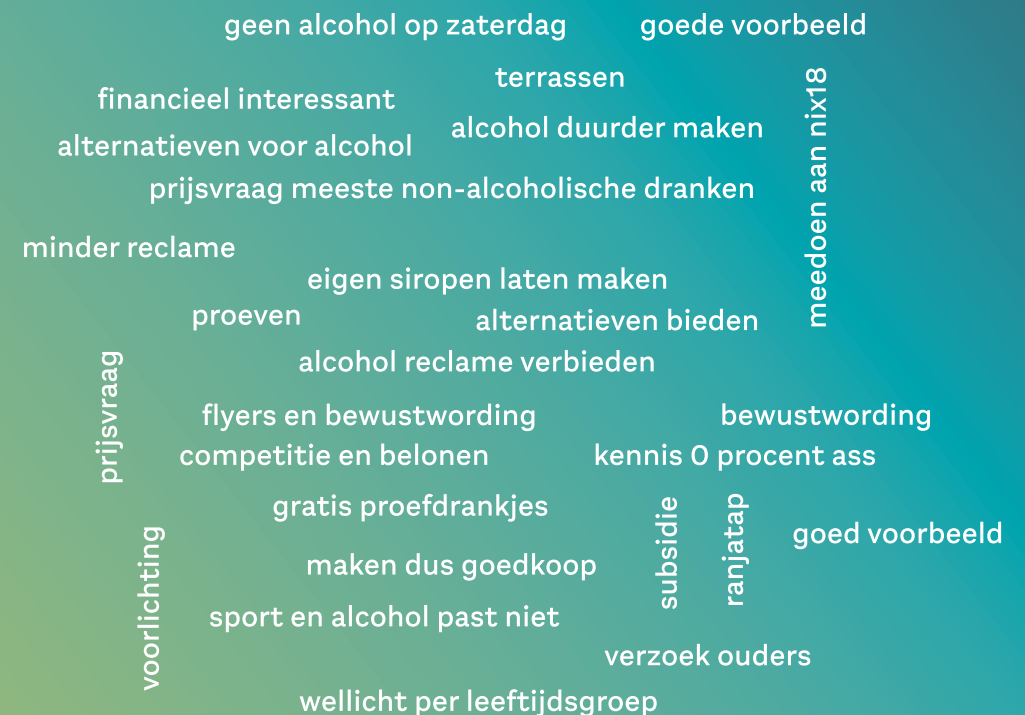 geen alcohol op zaterdag
goede voorbeeld
terrassen
financieel interessant
meedoen aan nix18
alcohol duurder maken
alternatieven voor alcohol
prijsvraag meeste non-alcoholische dranken
minder reclame
eigen siropen laten maken
proeven
alternatieven bieden
alcohol reclame verbieden
prijsvraag
flyers en bewustwording
bewustwording
competitie en belonen
kennis 0 procent ass
gratis proefdrankjes
subsidie
ranjatap
goed voorbeeld
voorlichting
maken dus goedkoop
sport en alcohol past niet
verzoek ouders
wellicht per leeftijdsgroep